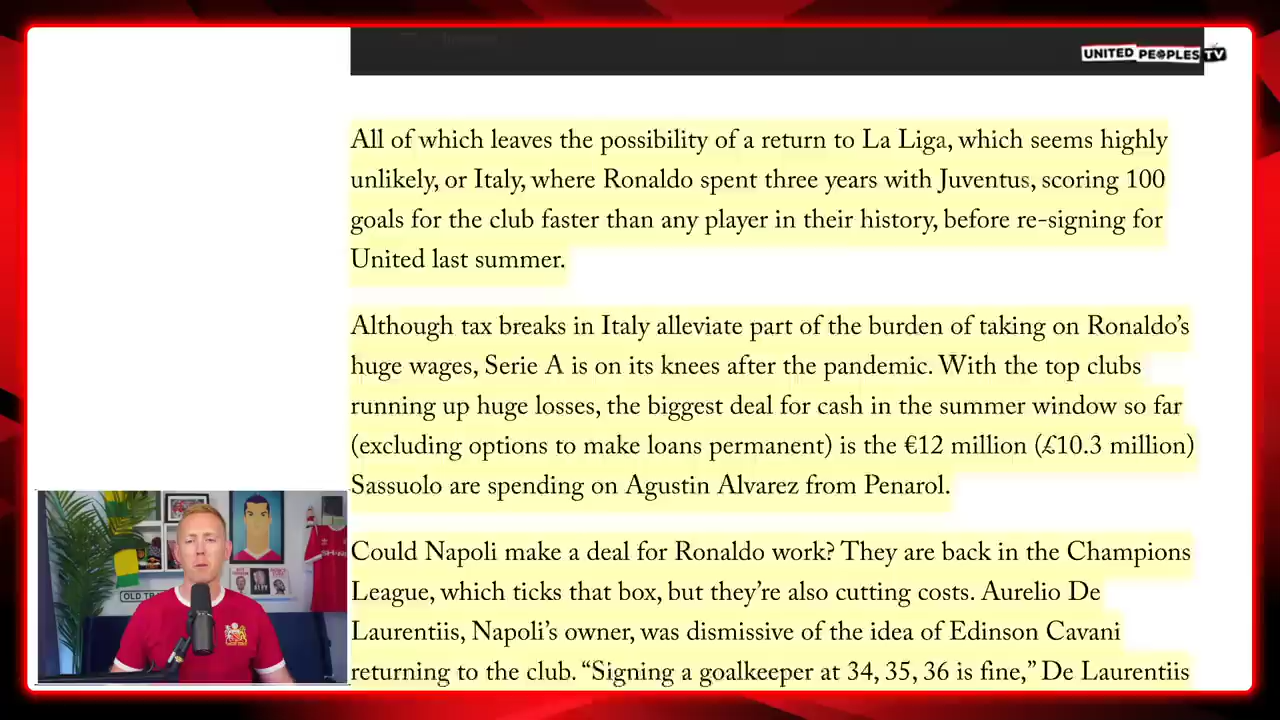 UNITED PEOPLES TV
All of which leaves the possibility of a return to La Liga, which seems highly
unlikely, or Italy, where Ronaldo spent three years with Juventus, scoring 100
goals for the club faster than any player in their history, before re-signing for
United last summer.
Although tax breaks in Italy alleviate part of the burden of taking on Ronaldo’s
huge wages, Serie A is on its knees after the pandemic. With the top clubs
running up huge losses, the biggest deal for cash in the summer window so far
(excluding options to make loans permanent) is the €12 million (£10.3 million)
Sassuolo are spending on Agustin Alvarez from Penarol.
Could Napoli make a deal for Ronaldo work? They are back in the Champions
League, which ticks that box, but they’re also cutting costs. Aurelio De
Laurentiis, Napoli’s owner, was dismissive of the idea of Edinson Cavani
returning to the club. “Signing a goalkeeper at 34, 35, 36 is fine,” De Laurentiis
OLD TR